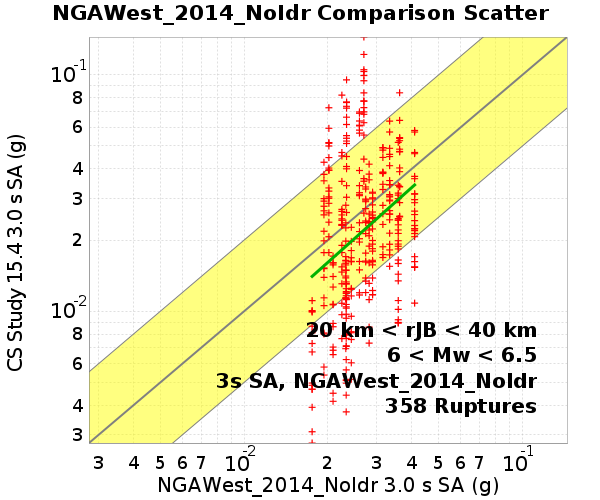 NGAWest_2014_NoIdr Comparison Scatter
CS Study 15.4 3.0 s SA (g)
10-1
8
6
4
3
2
10-2
8
6
4
3
20 km < rJB < 40 km
6 < Mw < 6.5
3s SA, NGAWest_2014_NoIdr
358 Ruptures
3 4 5 6 7 10-2 2 3 4 5 6 7 10-1
NGAWest_2014_NoIdr 3.0 s SA (g)